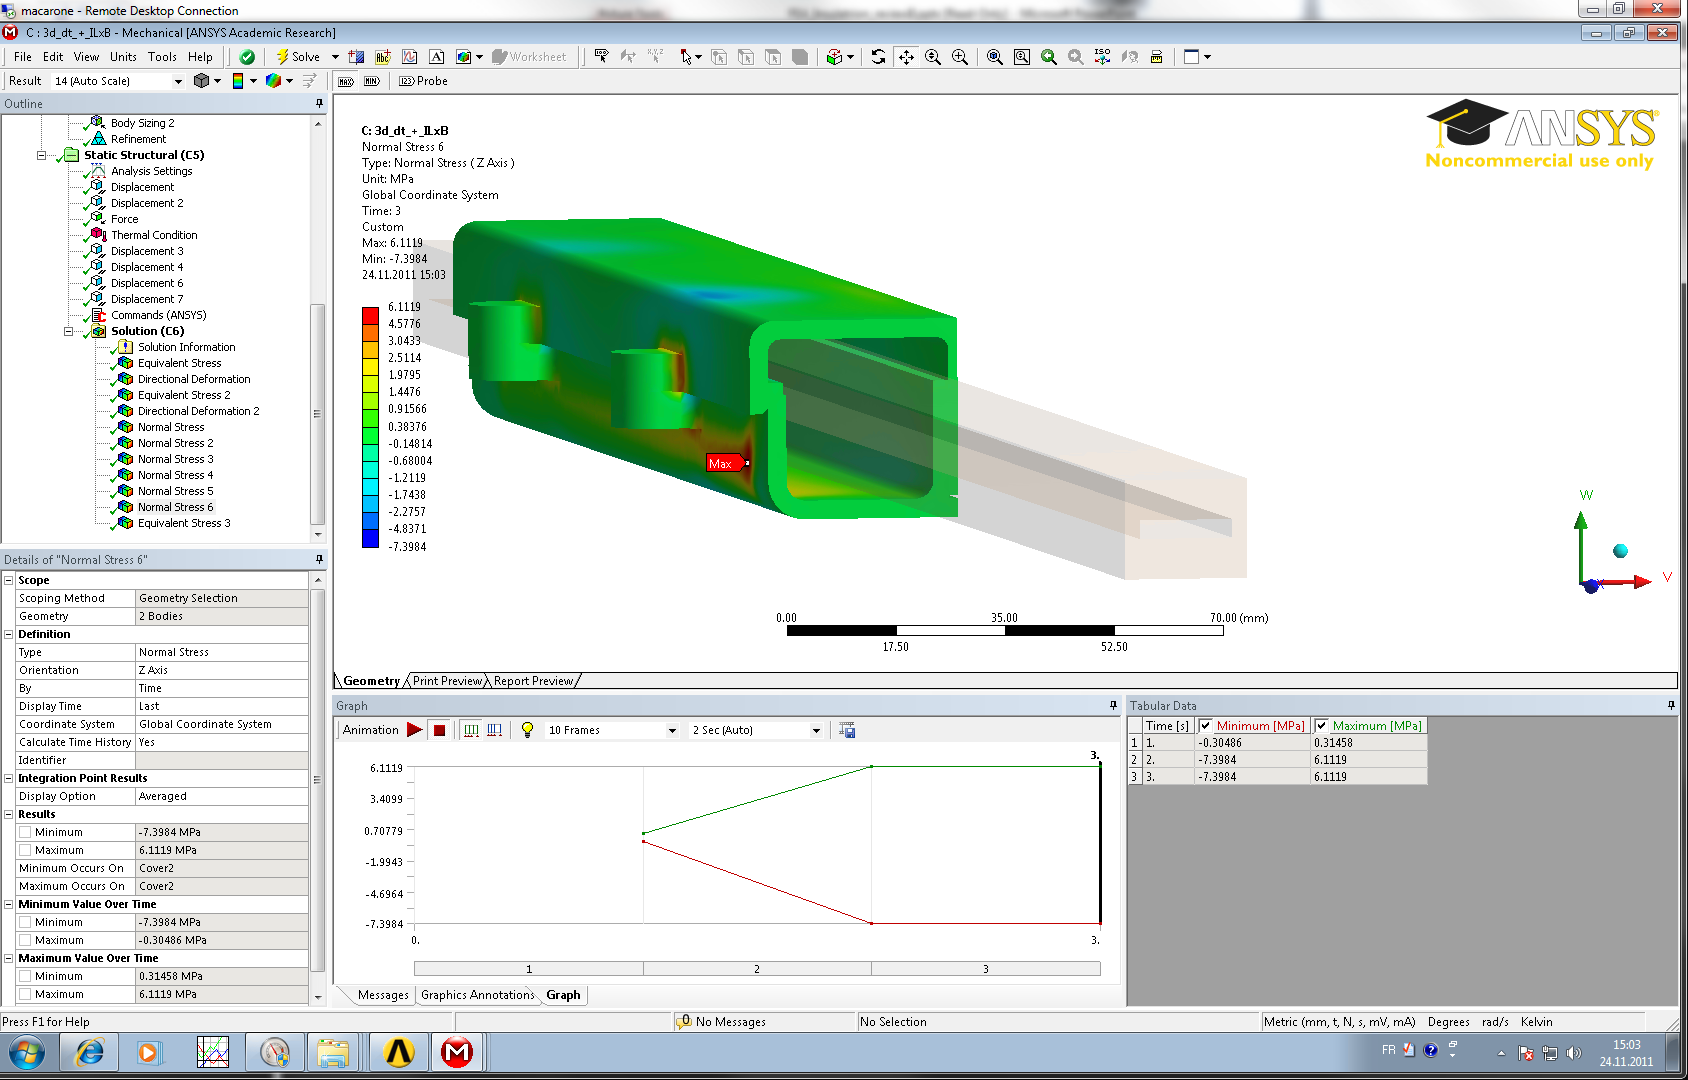 macarone - Remote Desktop Connection
C : 3d_dt_+_ILxB - Mechanical [ANSYS Academic Research]
File Edit View Units Tools Help Solve Worksheet
Result 14 (Auto Scale) MAX MIN Probe
Outline
Body Sizing 2
Refinement
Static Structural (C5)
Analysis Settings
Displacement
Displacement 2
Force
Thermal Condition
Displacement 3
Displacement 4
Displacement 6
Displacement 7
Commands (ANSYS)
Solution (C6)
Solution Information
Equivalent Stress
Directional Deformation
Equivalent Stress 2
Directional Deformation 2
Normal Stress
Normal Stress 2
Normal Stress 3
Normal Stress 4
Normal Stress 5
Normal Stress 6
Equivalent Stress 3
Details of "Normal Stress 6"
Scope
Scoping Method Geometry Selection
Geometry 2 Bodies
Definition
Type Normal Stress
Orientation Z Axis
By Time
Display Time Last
Coordinate System Global Coordinate System
Calculate Time History Yes
Identifier
Integration Point Results
Display Option Averaged
Results
Minimum -7.3984 MPa
Maximum 6.1119 MPa
Minimum Occurs On Cover2
Maximum Occurs On Cover2
Minimum Value Over Time
Minimum -7.3984 MPa
Maximum -0.30486 MPa
Maximum Value Over Time
Minimum 0.31458 MPa
Maximum 6.1119 MPa
C: 3d_dt_+_ILxB
Normal Stress 6
Type: Normal Stress ( Z Axis )
Unit: MPa
Global Coordinate System
Time: 3
Custom
Max: 6.1119
Min: -7.3984
24.11.2011 15:03
6.1119
4.5776
3.0433
2.5114
1.9795
1.4476
0.91566
0.38376
-0.14814
-0.68004
-1.2119
-1.7438
-2.2757
-4.8371
-7.3984
Max
ANSYS
Noncommercial use only
W
V
0.00 35.00 70.00 (mm)
17.50 52.50
Geometry Print Preview Report Preview
Graph
Animation 10 Frames 2 Sec (Auto)
3.
6.1119
3.4099
0.70779
-1.9943
-4.6964
-7.3984
0. 3.
1 2 3
Messages Graphics Annotations Graph
Tabular Data
Time [s] Minimum [MPa] Maximum [MPa]
1 1. -0.30486 0.31458
2 2. -7.3984 6.1119
3 3. -7.3984 6.1119
Press F1 for Help 0 No Messages No Selection Metric (mm, t, N, s, mV, mA) Degrees rad/s Kelvin
FR 15:03
24.11.2011